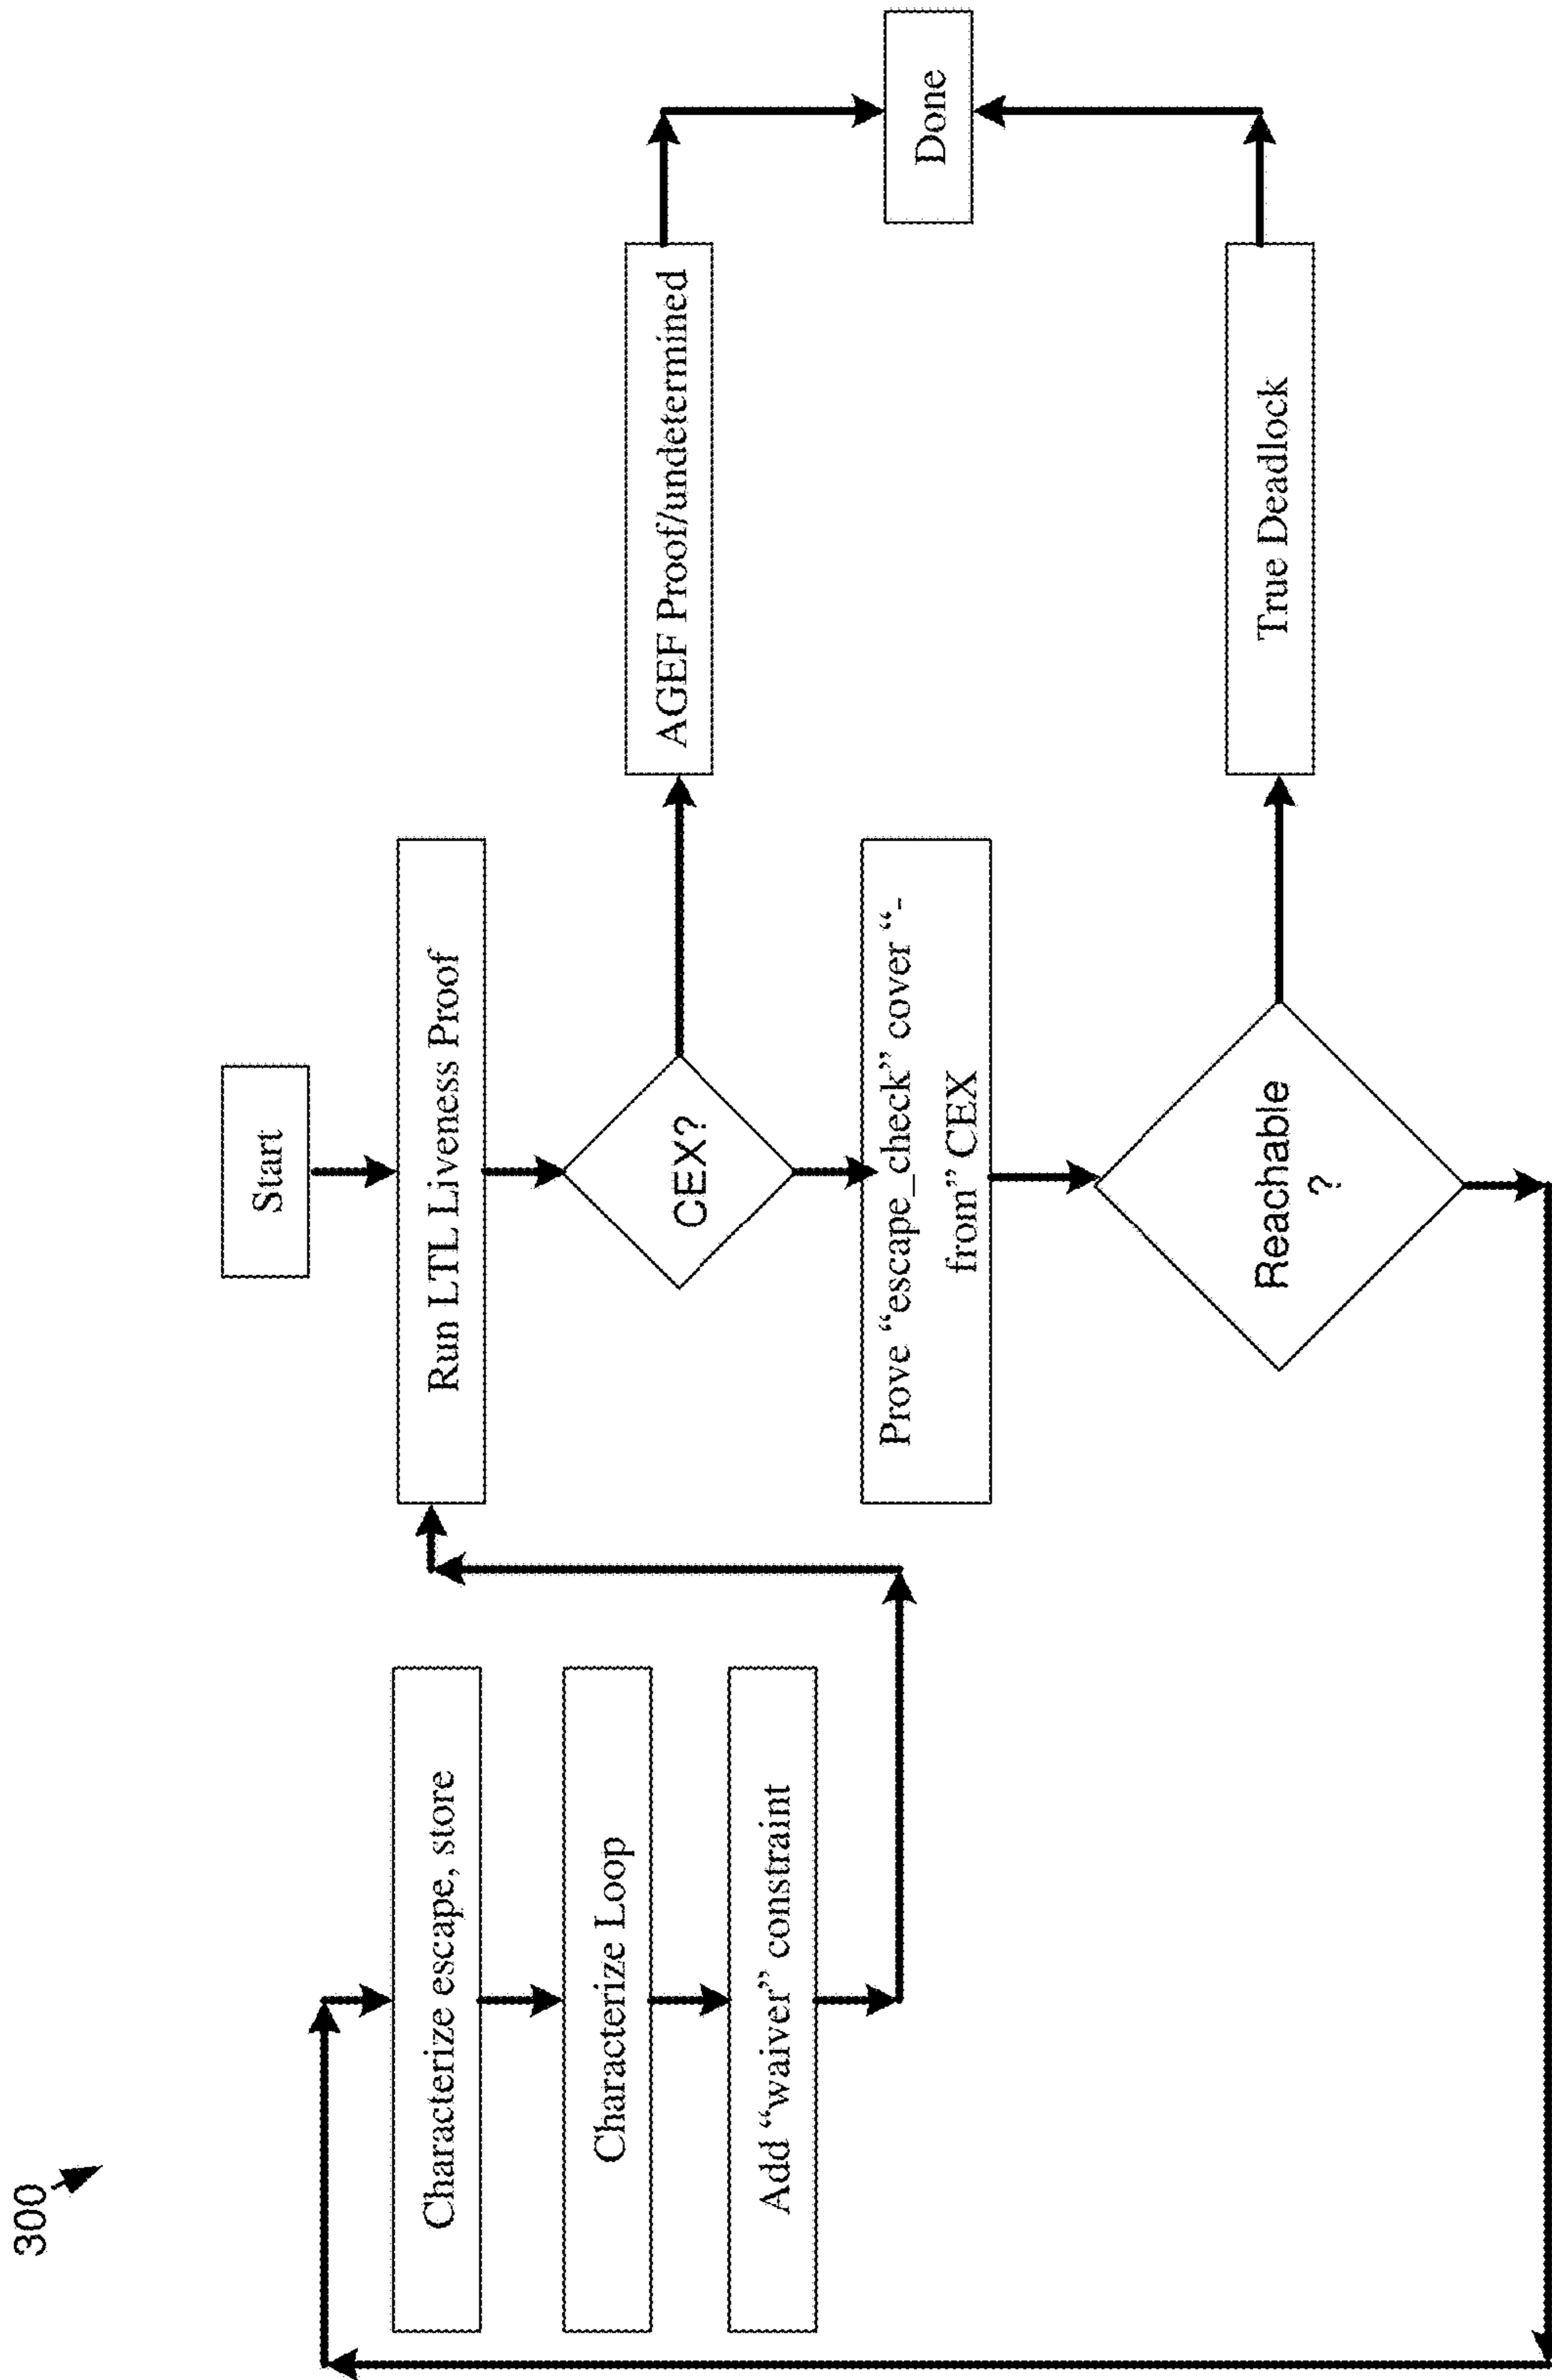 300
Start
Run LTL Liveness Proof
CEX?
AGEF Proof/undetermined
Prove “escape_check” cover “-
from” CEX
Reachable
?
True Deadlock
Done
Characterize escape, store
Characterize Loop
Add “waiver” constraint